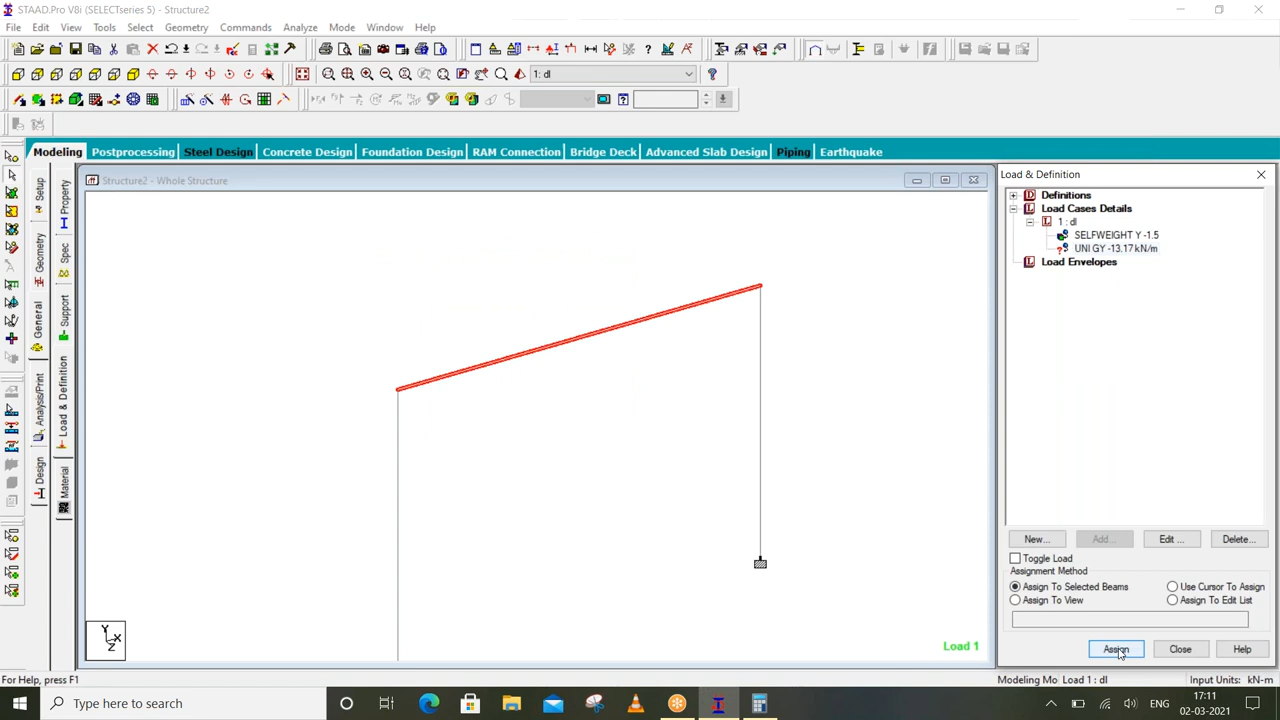 STAAD.Pro V8i (SELECTseries 5) - Structure2
File Edit View Tools Select Geometry Commands Analyze Mode Window Help
1: dl
Modeling Postprocessing Steel Design Concrete Design Foundation Design RAM Connection Bridge Deck Advanced Slab Design Piping Earthquake
Setup
Geometry
General
Analysis/Print
Design
Property
Spec
Support
Load & Definition
Material
Structure2 - Whole Structure
Y
X
Z
Load 1
Load & Definition
Definitions
Load Cases Details
1 : dl
SELFWEIGHT Y -1.5
UNI GY -13.17 kN/m
Load Envelopes
New... Add... Edit ... Delete...
Toggle Load
Assignment Method
Assign To Selected Beams Use Cursor To Assign
Assign To View Assign To Edit List
Assign Close Help
For Help, press F1 Modeling Mo Load 1 : dl Input Units: kN-m
Type here to search
ENG
17:11
02-03-2021